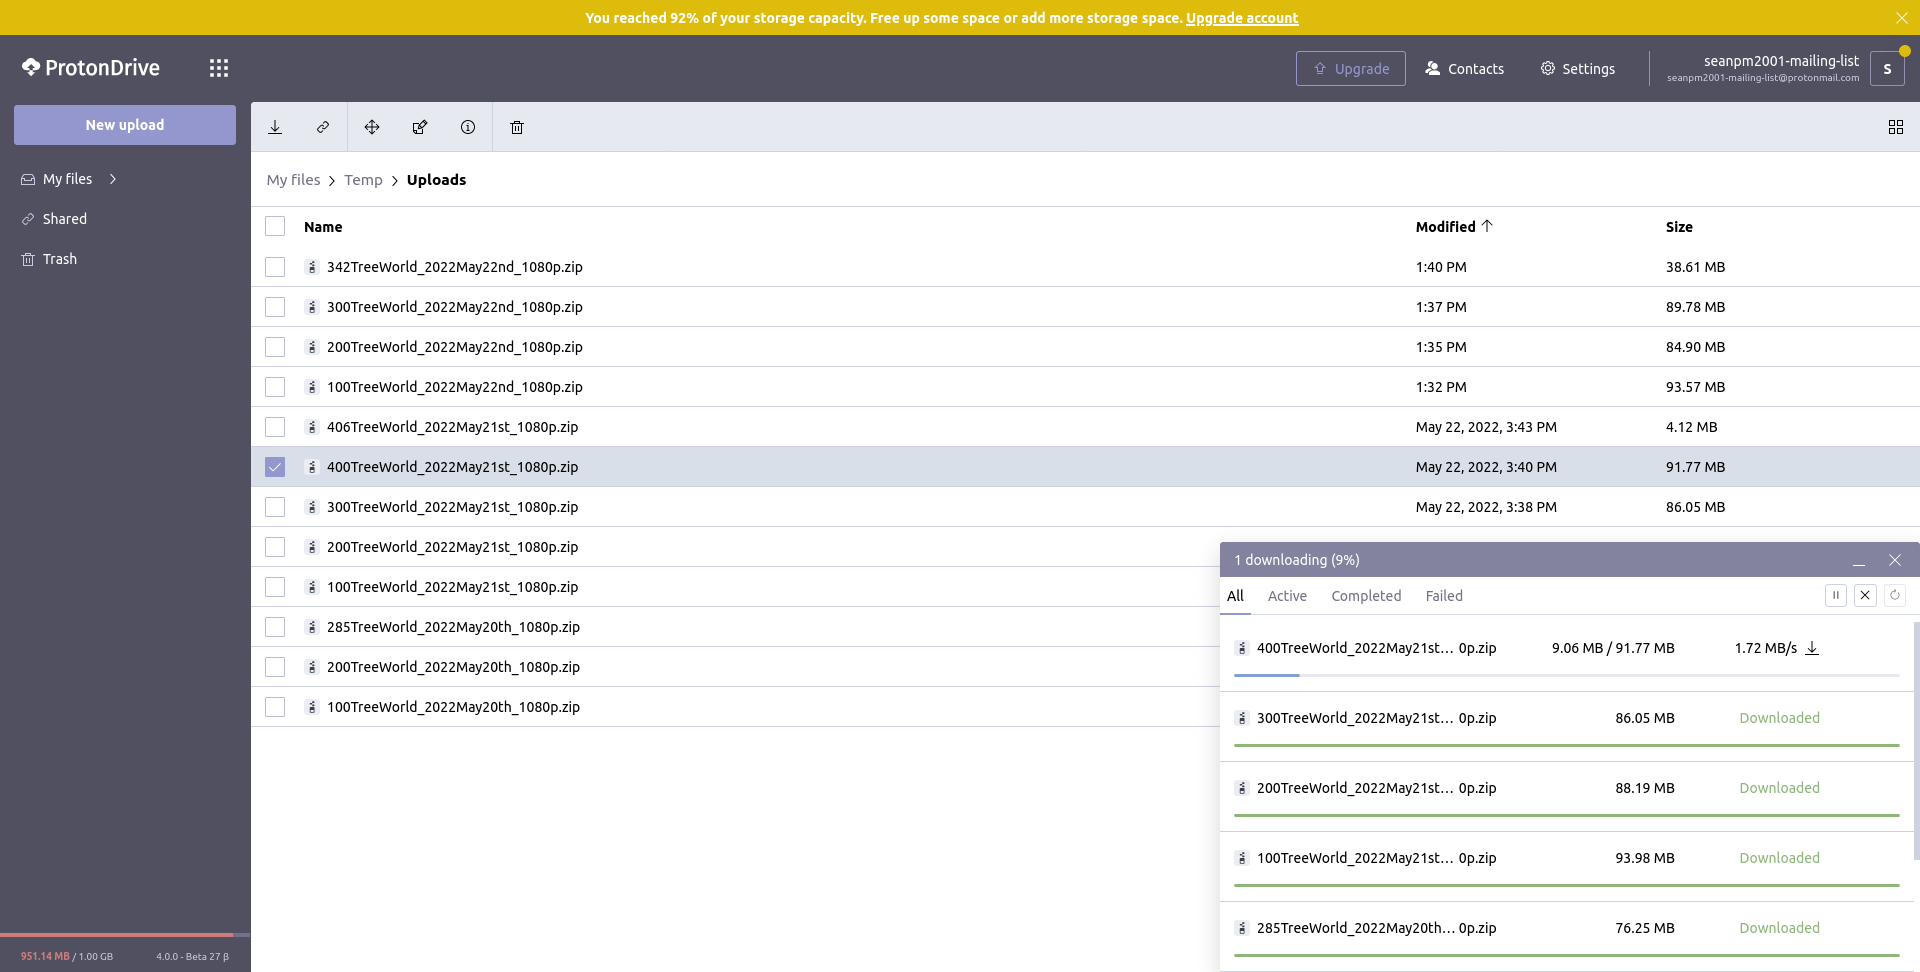 You reached 92% of your storage capacity. Free up some space or add more storage space. Upgrade account
ProtonDrive
Upgrade
Contacts
Settings
seanpm2001-mailing-list
seanpm2001-mailing-list@protonmail.com
S
New upload
My files
Shared
Trash
My files > Temp > Uploads
Name Modified Size
342TreeWorld_2022May22nd_1080p.zip 1:40 PM 38.61 MB
300TreeWorld_2022May22nd_1080p.zip 1:37 PM 89.78 MB
200TreeWorld_2022May22nd_1080p.zip 1:35 PM 84.90 MB
100TreeWorld_2022May22nd_1080p.zip 1:32 PM 93.57 MB
406TreeWorld_2022May21st_1080p.zip May 22, 2022, 3:43 PM 4.12 MB
400TreeWorld_2022May21st_1080p.zip May 22, 2022, 3:40 PM 91.77 MB
300TreeWorld_2022May21st_1080p.zip May 22, 2022, 3:38 PM 86.05 MB
200TreeWorld_2022May21st_1080p.zip
100TreeWorld_2022May21st_1080p.zip
285TreeWorld_2022May20th_1080p.zip
200TreeWorld_2022May20th_1080p.zip
100TreeWorld_2022May20th_1080p.zip
1 downloading (9%)
All Active Completed Failed
400TreeWorld_2022May21st... 0p.zip 9.06 MB / 91.77 MB 1.72 MB/s
300TreeWorld_2022May21st... 0p.zip 86.05 MB Downloaded
200TreeWorld_2022May21st... 0p.zip 88.19 MB Downloaded
100TreeWorld_2022May21st... 0p.zip 93.98 MB Downloaded
285TreeWorld_2022May20th... 0p.zip 76.25 MB Downloaded
951.14 MB / 1.00 GB 4.0.0 - Beta 27 β